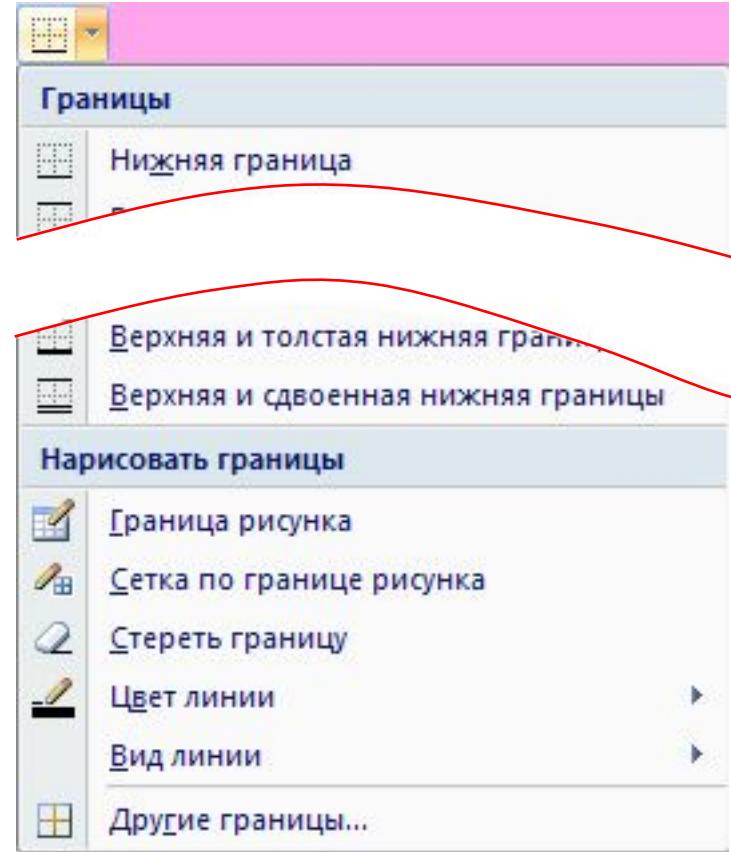 Границы
Нижняя граница
Верхняя и толстая нижняя
Верхняя и сдвоенная нижняя границы
Нарисовать границы
Граница рисунка
Сетка по границе рисунка
Стереть границу
Цвет линии
Вид линии
Другие границы...